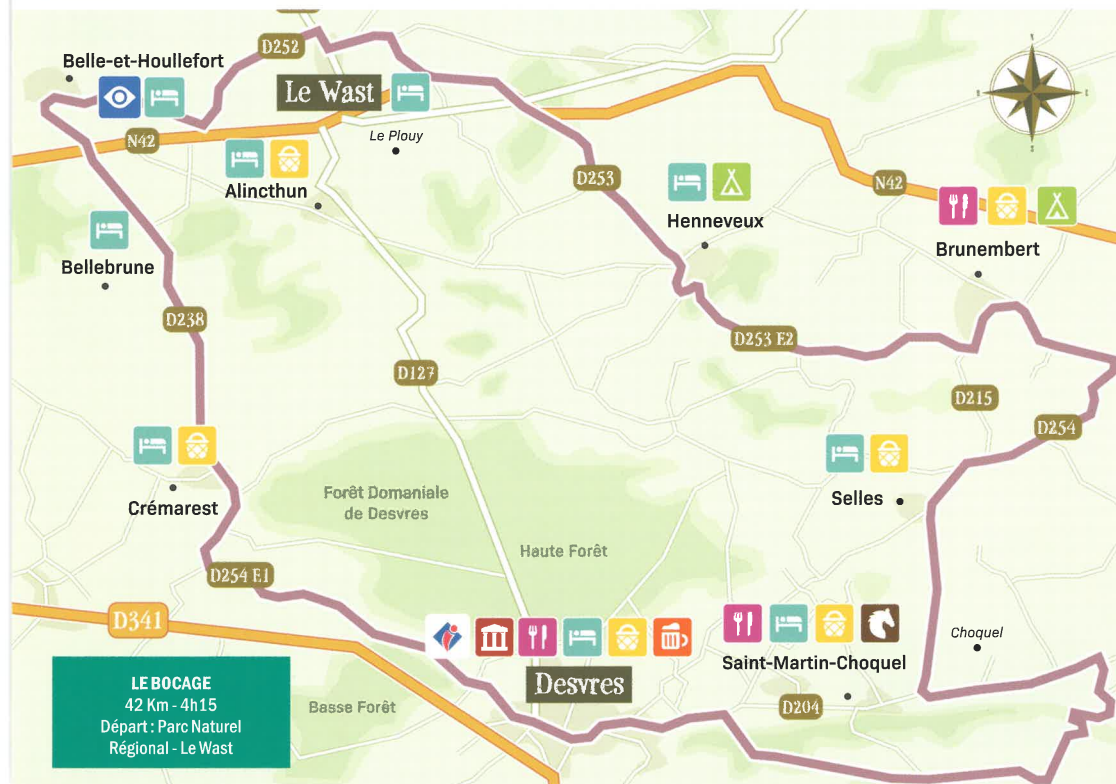 D252
Belle-et-Houllefort
Le Wast
Le Plouy
N42
Alincthun
D253
N42
Henneveux
Brunembert
Bellebrune
D238
D253 E2
D127
D215
D254
Crémarest
Forêt Domaniale
de Desvres
Selles
Haute Forêt
D254 E1
D341
Choquel
Saint-Martin-Choquel
LE BOCAGE
42 Km - 4h15
Départ : Parc Naturel
Régional - Le Wast
Desvres
Basse Forêt
D204